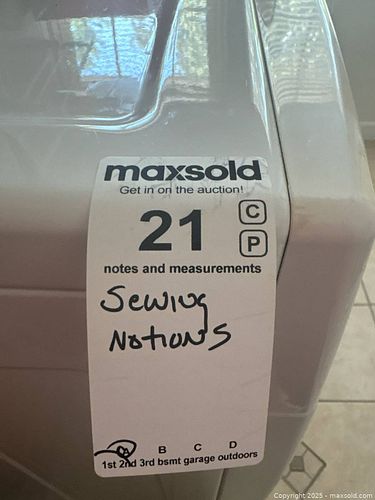 maxsold
Get in on the auction!
21
C
P
notes and measurements
Sewing
Notions
A B C D
1st 2nd 3rd bsmt garage outdoors
Copyright 2025 - maxsold.com